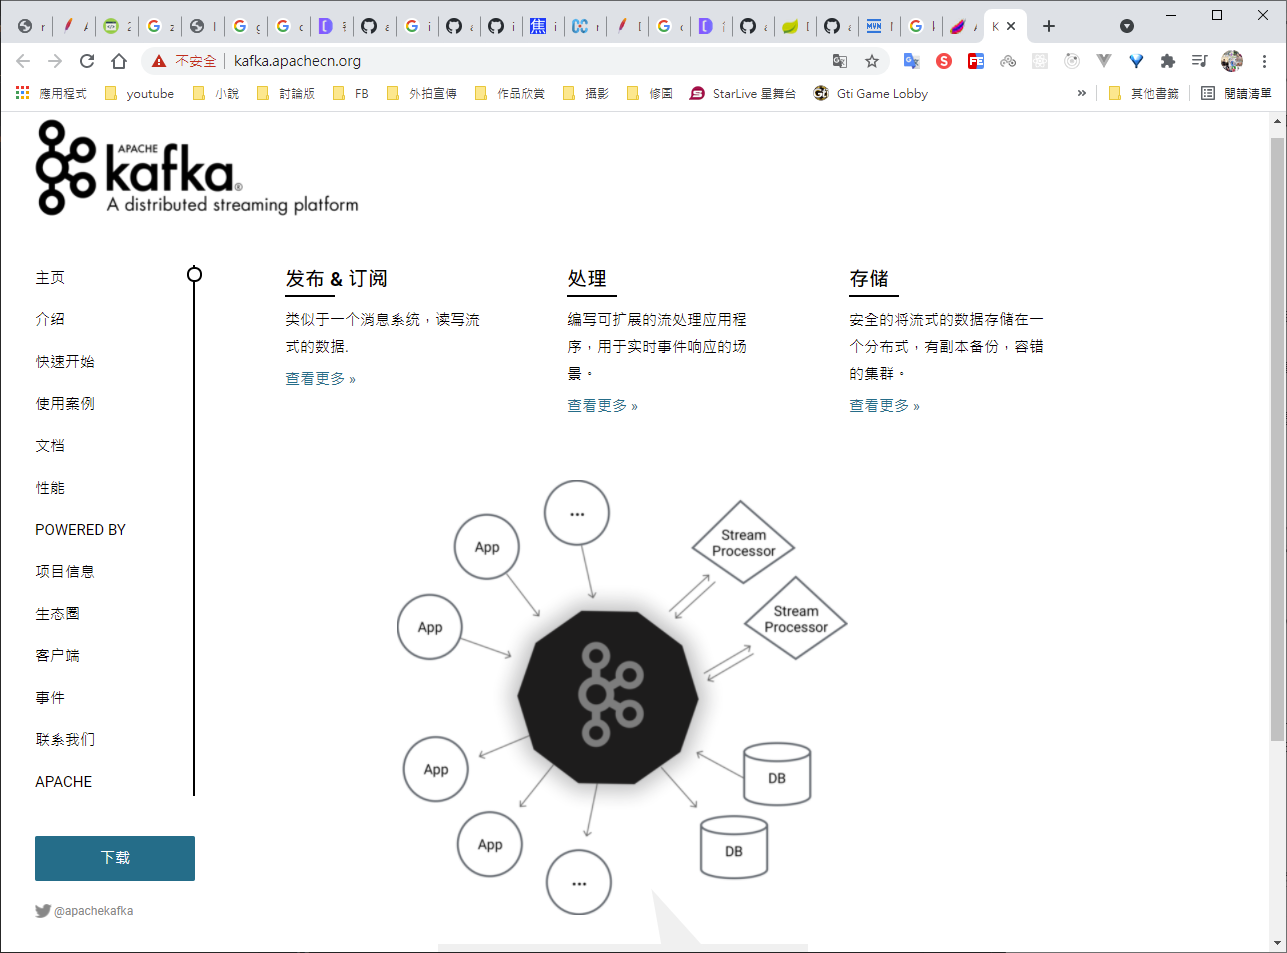 不安全 kafka.apachecn.org
應用程式 youtube 小說 討論版 FB 外拍宣傳 作品欣賞 攝影 修圖 StarLive 星舞台 Gti Game Lobby » 其他書籤 閱讀清單
APACHE
kafka®
A distributed streaming platform
主页
介绍
快速开始
使用案例
文档
性能
POWERED BY
项目信息
生态圈
客户端
事件
联系我们
APACHE
下载
@apachekafka
发布 & 订阅
类似于一个消息系统，读写流
式的数据.
查看更多 »
处理
编写可扩展的流处理应用程
序，用于实时事件响应的场
景。
查看更多 »
存储
安全的将流式的数据存储在一
个分布式，有副本备份，容错
的集群。
查看更多 »
...
App
Stream
Processor
App
Stream
Processor
App
DB
App
DB
...